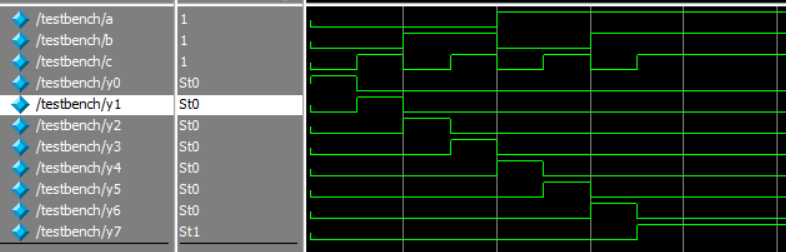 /testbench/a 1
/testbench/b 1
/testbench/c 1
/testbench/y0 St0
/testbench/y1 St0
/testbench/y2 St0
/testbench/y3 St0
/testbench/y4 St0
/testbench/y5 St0
/testbench/y6 St0
/testbench/y7 St1